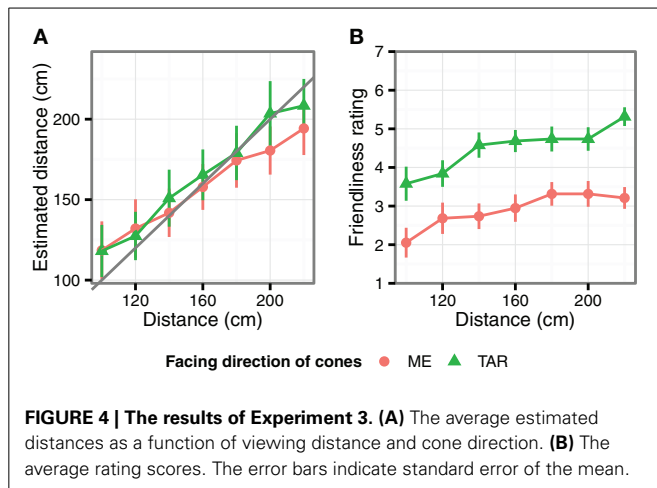 A
B
Estimated distance (cm)
200
150
100
120
160
200
Distance (cm)
Friendliness rating
7
6
5
4
3
2
1
120
160
200
Distance (cm)
Facing direction of cones ME TAR
FIGURE 4 | The results of Experiment 3. (A) The average estimated
distances as a function of viewing distance and cone direction. (B) The
average rating scores. The error bars indicate standard error of the mean.